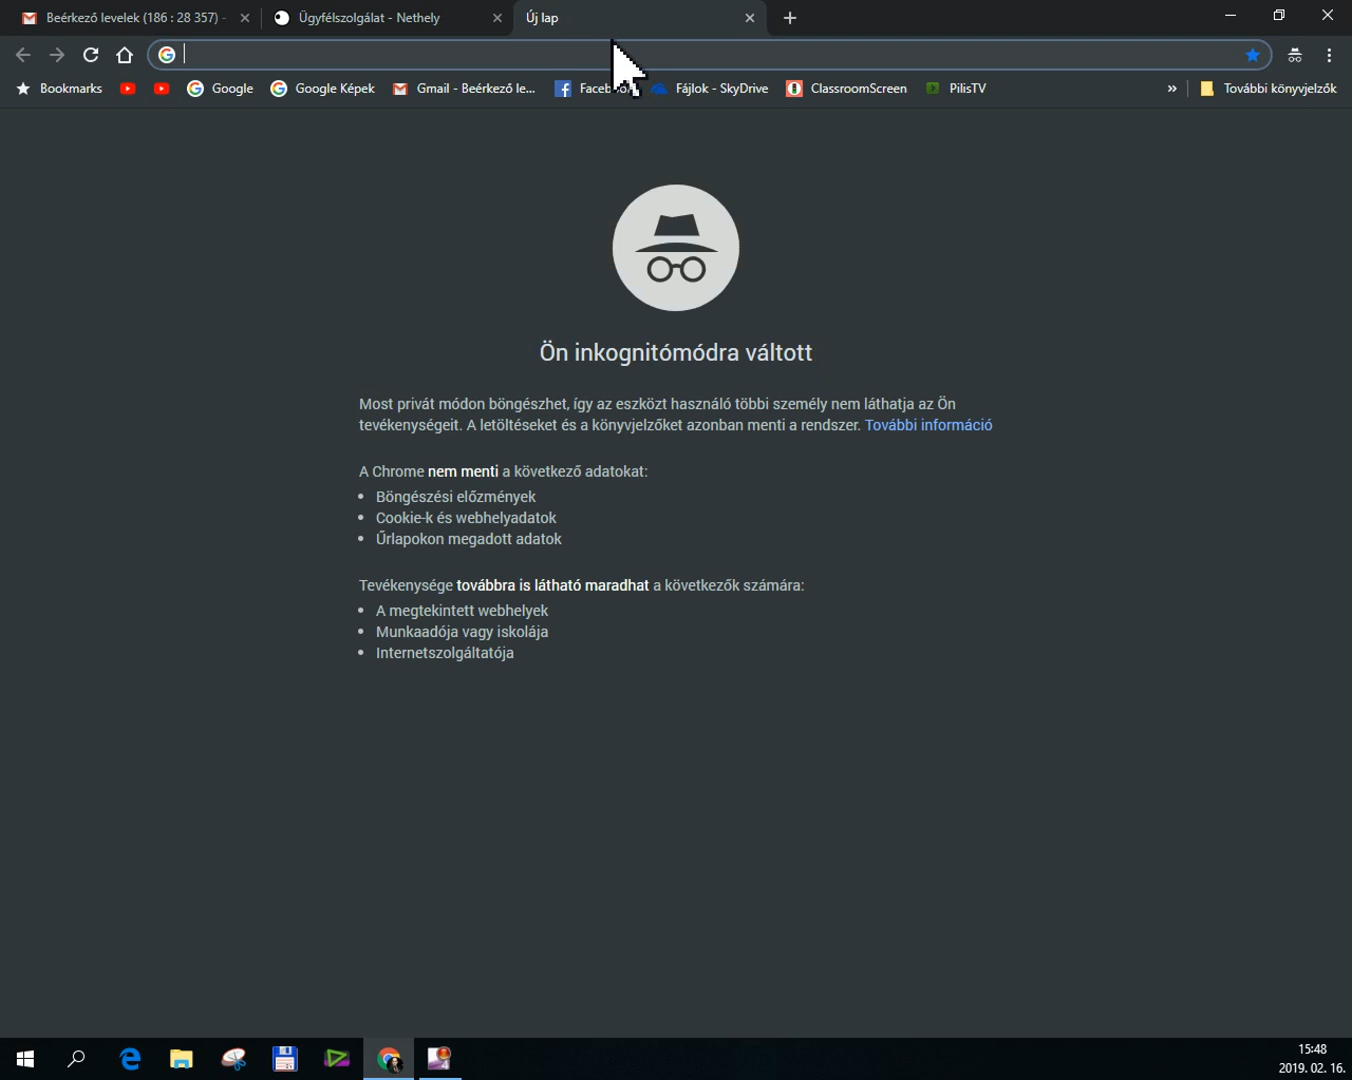 Beérkező levelek (186 : 28 357) -
Ügyfélszolgálat - Nethely
Új lap
Bookmarks
Google
Google Képek
Gmail - Beérkező le...
Fájlok - SkyDrive
ClassroomScreen
PilisTV
»
További könyvjelzők
Ön inkognitómódra váltott
Most privát módon böngészhet, így az eszközt használó többi személy nem láthatja az Ön
tevékenységeit. A letöltéseket és a könyvjelzőket azonban menti a rendszer. További információ
A Chrome nem menti a következő adatokat:
• Böngészési előzmények
• Cookie-k és webhelyadatok
• Űrlapokon megadott adatok
Tevékenysége továbbra is látható maradhat a következők számára:
• A megtekintett webhelyek
• Munkaadója vagy iskolája
• Internetszolgáltatója
15:48
2019. 02. 16.